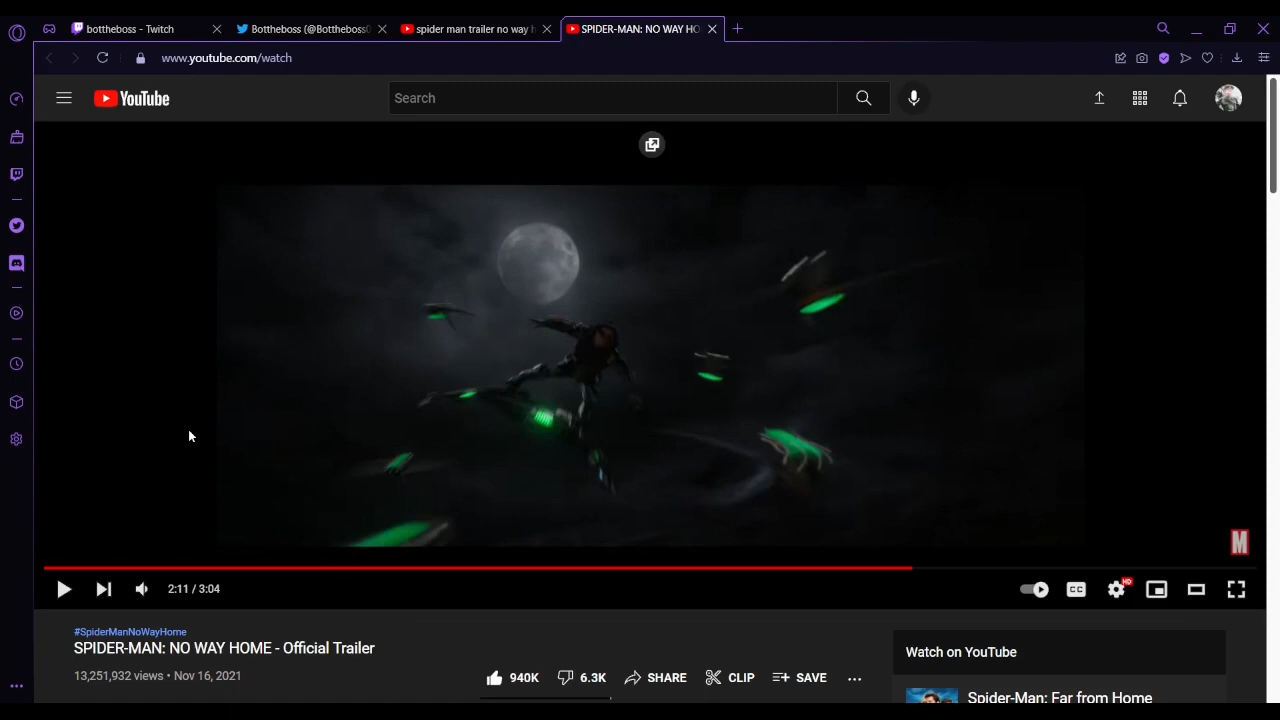 bottheboss - Twitch
Bottheboss (@Bottheboss
spider man trailer no way h
SPIDER-MAN: NO WAY HO
www.youtube.com/watch
YouTube
Search
M
2:11 / 3:04
CC
HD
#SpiderManNoWayHome
SPIDER-MAN: NO WAY HOME - Official Trailer
13,251,932 views • Nov 16, 2021
940K 6.3K SHARE CLIP SAVE
Watch on YouTube
Spider-Man: Far from Home